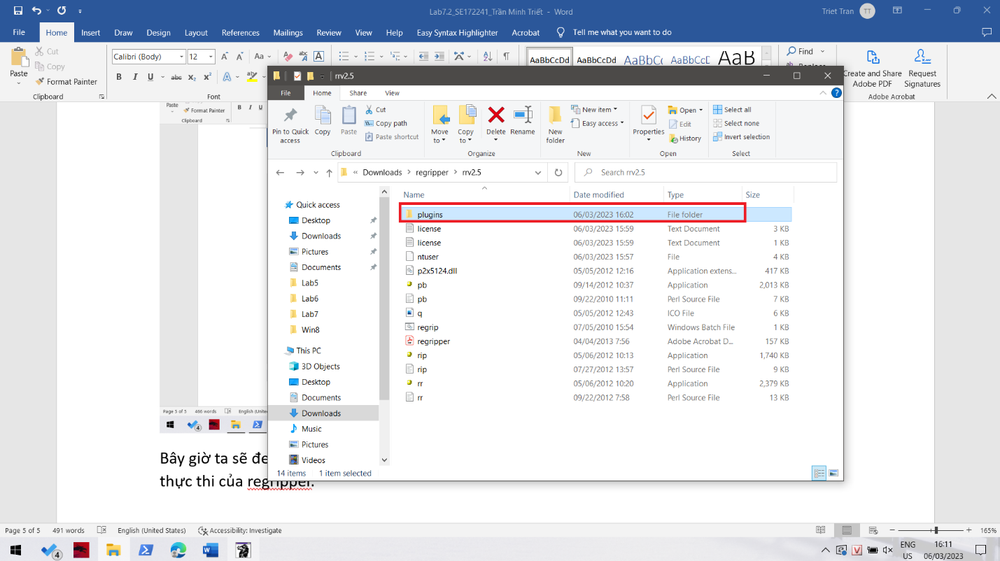 Lab7.2_SE172241_Trần Minh Triết - Word
Triet Tran TT
File Home Insert Draw Design Layout References Mailings Review View Help Easy Syntax Highlighter Acrobat Tell me what you want to do
Paste
Cut
Copy
Format Painter
Clipboard
Calibri (Body) 12
Font
AaBbCcDd AaBbCcDd AaBbC AaBbCcD AaB
Find
Create and Share Adobe PDF
Request Signatures
Adobe Acrobat
Paste
Format Painter
Clipboard
Page 5 of 5 466 words
4
rrv2.5
File Home Share View
Pin to Quick access
Copy
Paste
Cut
Copy path
Paste shortcut
Clipboard
Move to
Copy to
Delete
Rename
Organize
New folder
New item
Easy access
New
Properties
Open
Edit
History
Open
Select all
Select none
Invert selection
Select
« Downloads > regripper > rrv2.5
Search rrv2.5
Quick access
Desktop
Downloads
Pictures
Documents
Lab5
Lab6
Lab7
Win8
This PC
3D Objects
Desktop
Documents
Downloads
Music
Pictures
Videos
Name Date modified Type Size
plugins 06/03/2023 16:02 File folder
license 06/03/2023 15:59 Text Document 3 KB
license 06/03/2023 15:59 Text Document 1 KB
ntuser 06/03/2023 15:57 File 4 KB
p2x5124.dll 05/05/2012 12:16 Application extens... 417 KB
pb 09/14/2012 10:37 Application 2,013 KB
pb 09/22/2010 11:11 Perl Source File 7 KB
q 05/05/2012 12:43 ICO File 6 KB
regrip 07/05/2010 15:54 Windows Batch File 1 KB
regripper 04/04/2013 7:56 Adobe Acrobat D... 157 KB
rip 05/06/2012 10:13 Application 1,740 KB
rip 07/27/2012 13:57 Perl Source File 9 KB
rr 05/06/2012 10:20 Application 2,379 KB
rr 09/22/2012 7:58 Perl Source File 13 KB
14 items 1 item selected
Bây giờ ta sẽ
thực thi của regripper.
Page 5 of 5 491 words English (United States) Accessibility: Investigate 165%
4
ENG
US
16:11
06/03/2023